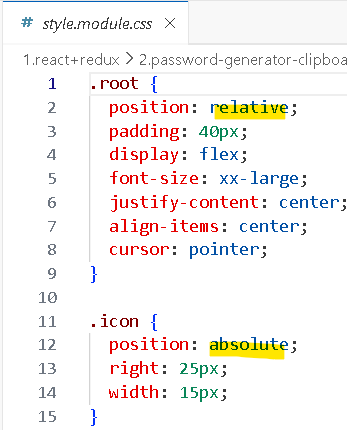 # style.module.css ×
1.react+redux > 2.password-generator-clipboa
1 .root {
2 position: relative;
3 padding: 40px;
4 display: flex;
5 font-size: xx-large;
6 justify-content: center;
7 align-items: center;
8 cursor: pointer;
9 }
10
11 .icon {
12 position: absolute;
13 right: 25px;
14 width: 15px;
15 }